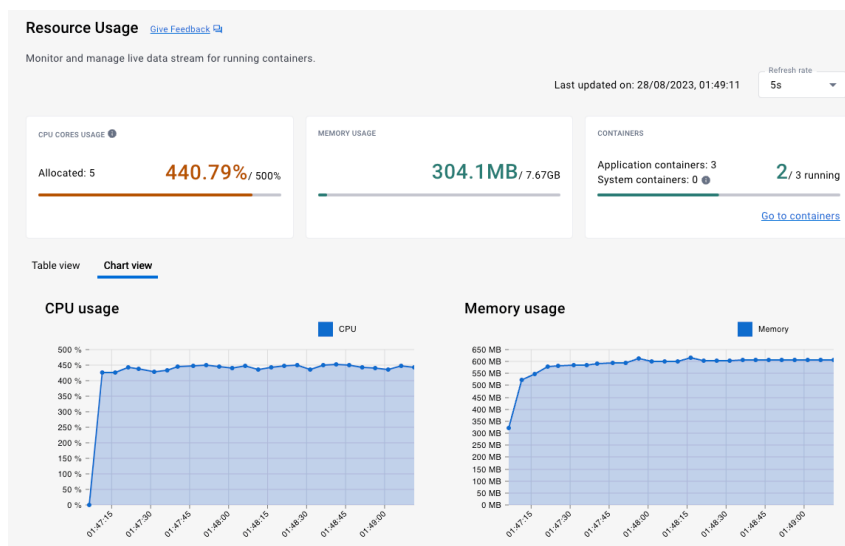 Resource Usage Give Feedback
Monitor and manage live data stream for running containers.
Last updated on: 28/08/2023, 01:49:11
Refresh rate
5s
CPU CORES USAGE
Allocated: 5 440.79% / 500%
MEMORY USAGE
304.1MB / 7.67GB
CONTAINERS
Application containers: 3
System containers: 0
2 / 3 running
Go to containers
Table view Chart view
CPU usage
CPU
500 %
450 %
400 %
350 %
300 %
250 %
200 %
150 %
100 %
50 %
0 %
01:47:15 01:47:30 01:47:45 01:48:00 01:48:15 01:48:30 01:48:45 01:49:00
Memory usage
Memory
650 MB
600 MB
550 MB
500 MB
450 MB
400 MB
350 MB
300 MB
250 MB
200 MB
150 MB
100 MB
50 MB
0 MB
01:47:15 01:47:30 01:47:45 01:48:00 01:48:15 01:48:30 01:48:45 01:49:00